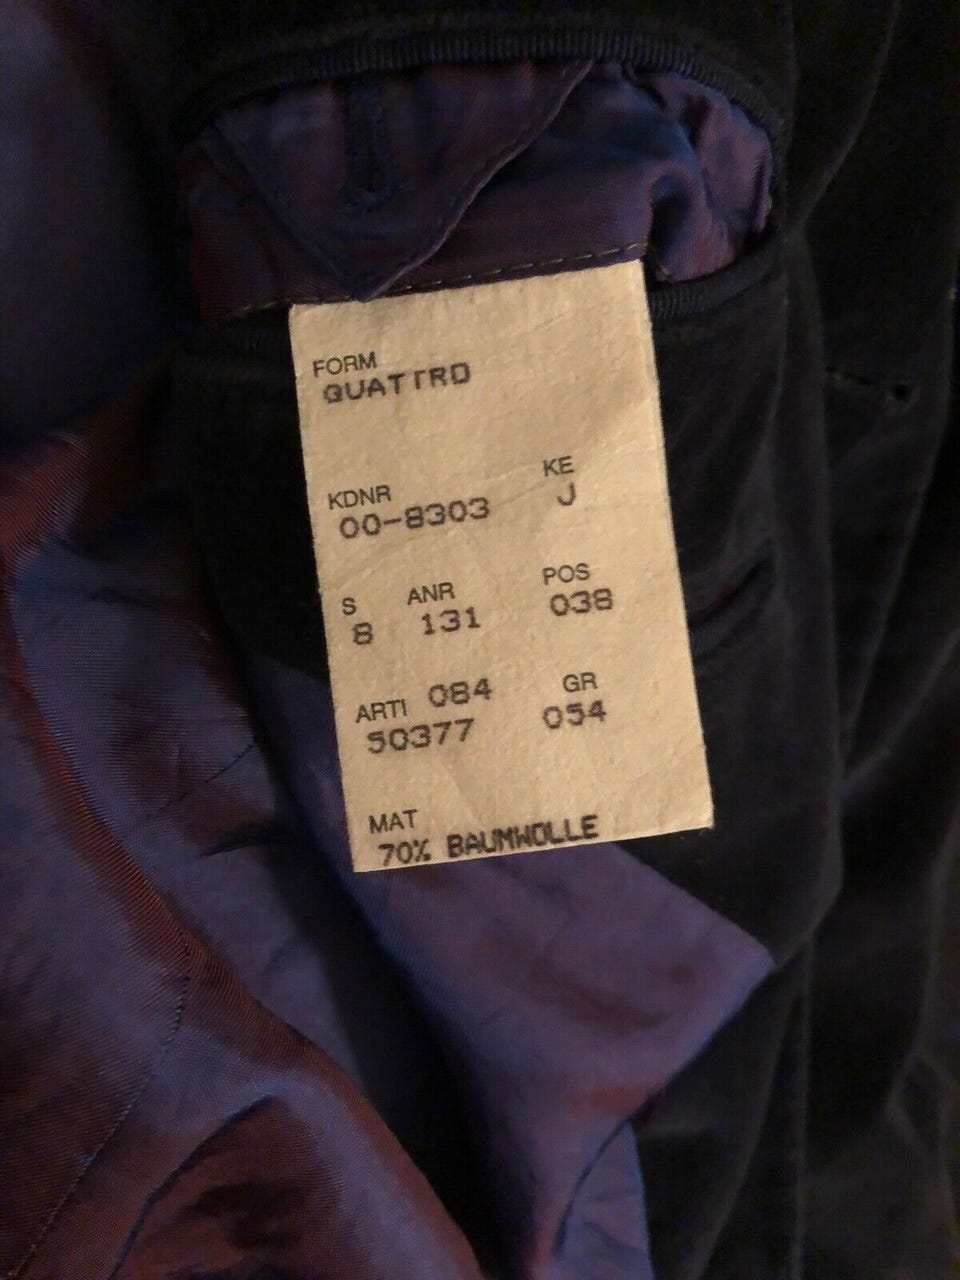 FORM
QUATTRO
KDNR KE
00-8303 J
S ANR POS
8 131 038
ARTI 084 GR
50377 054
MAT
70% BAUMWOLLE